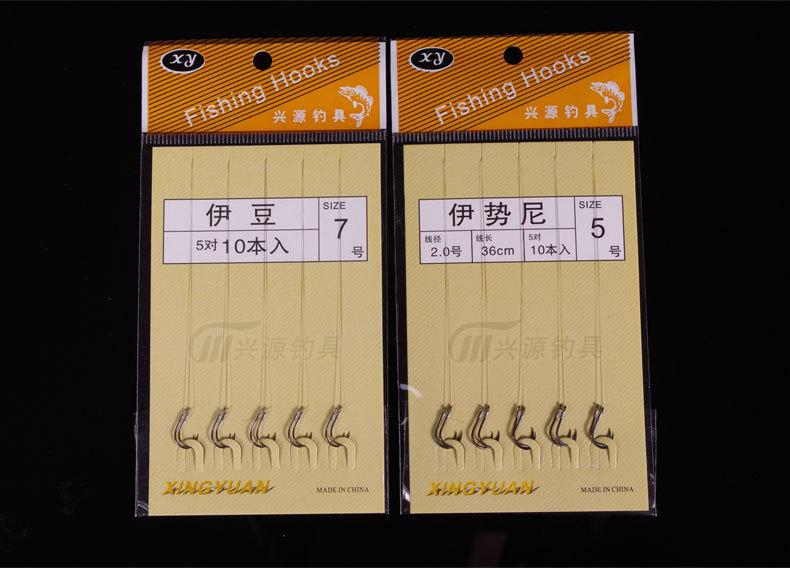 xy
Fishing Hooks
兴源钓具
伊豆
5对 10本入
SIZE
7
号
兴源钓具
XINGYUAN
MADE IN CHINA
xy
Fishing Hooks
兴源钓具
伊势尼
线径
2.0号
线长
36cm
5对
10本入
SIZE
5
号
兴源钓具
XINGYUAN
MADE IN CHINA